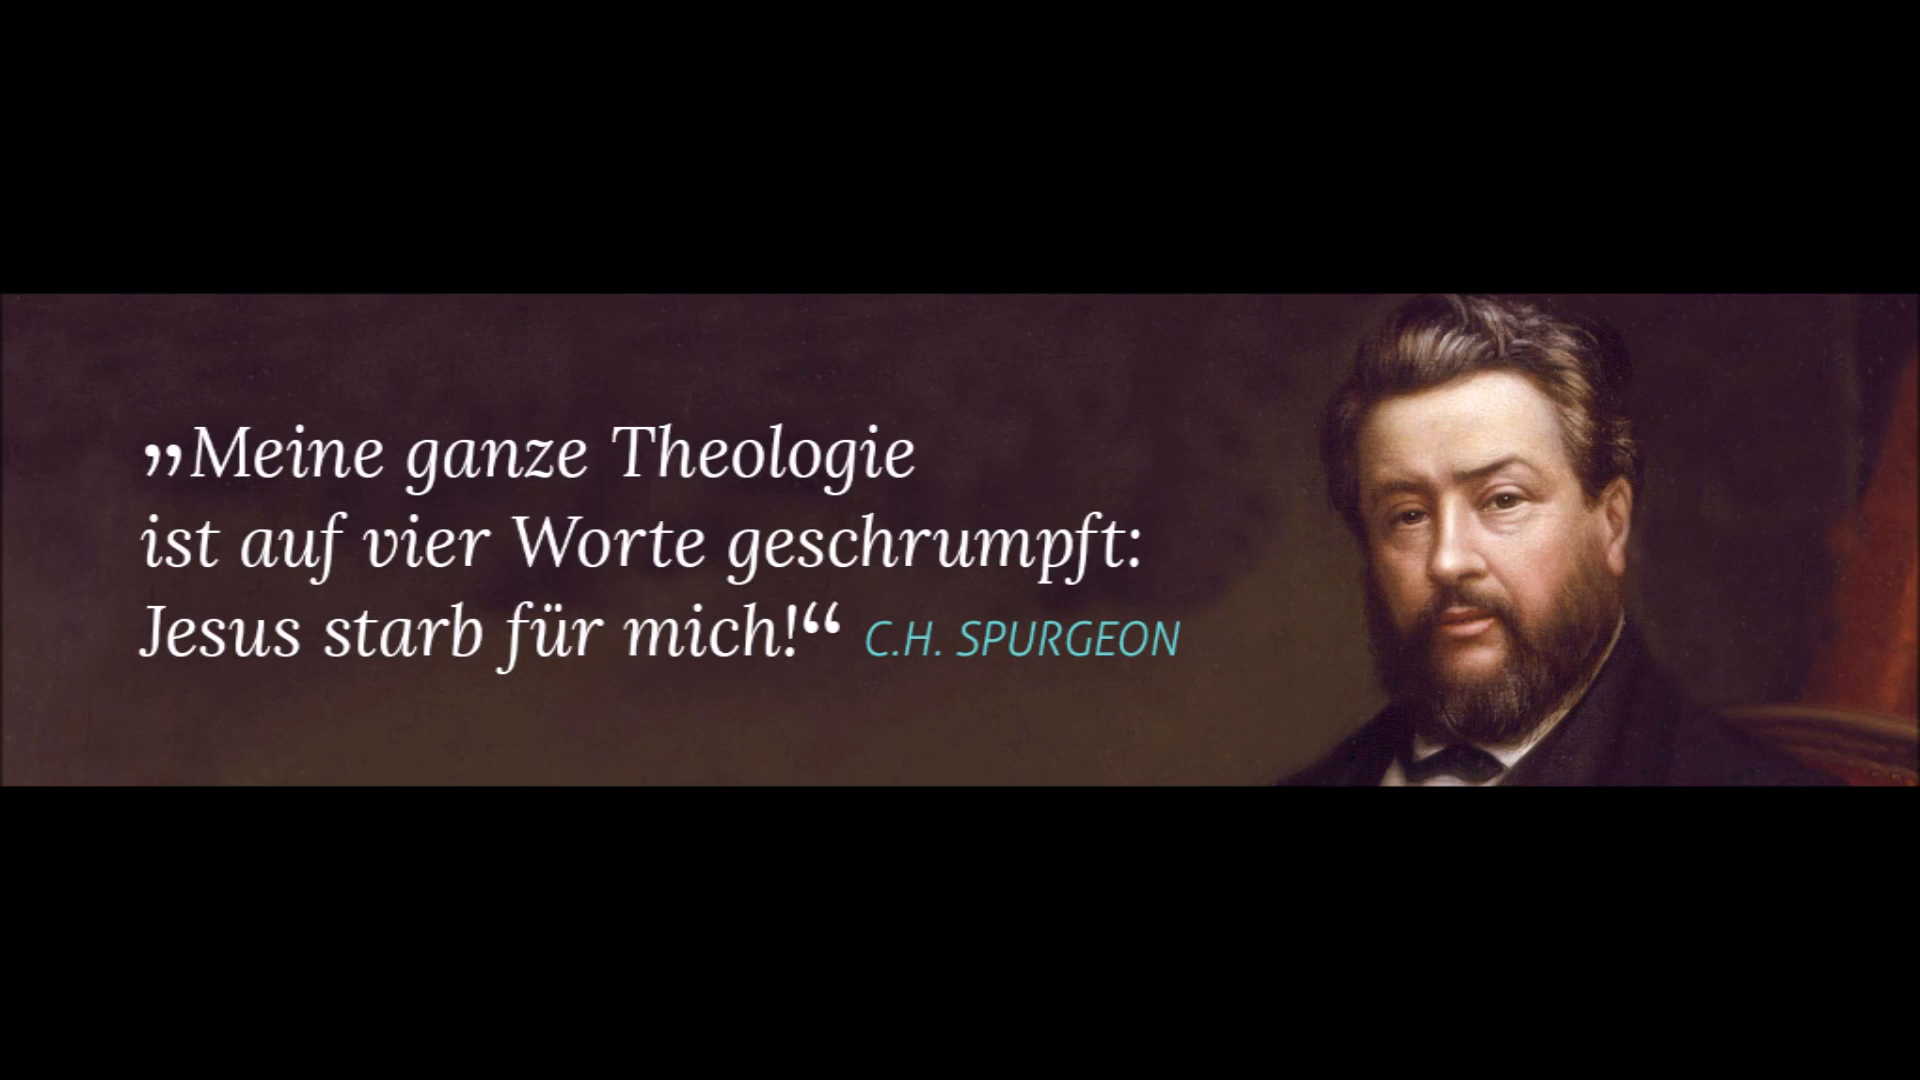 ”Meine ganze Theologie
ist auf vier Worte geschrumpft:
Jesus starb für mich!“ C.H. SPURGEON